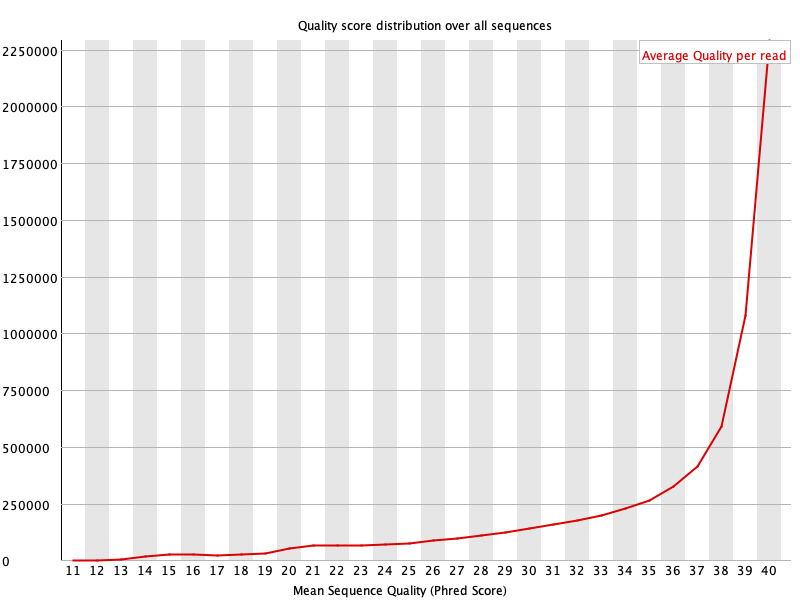 Quality score distribution over all sequences
Average Quality per read
2250000
2000000
1750000
1500000
1250000
1000000
750000
500000
250000
0
11 12 13 14 15 16 17 18 19 20 21 22 23 24 25 26 27 28 29 30 31 32 33 34 35 36 37 38 39 40
Mean Sequence Quality (Phred Score)